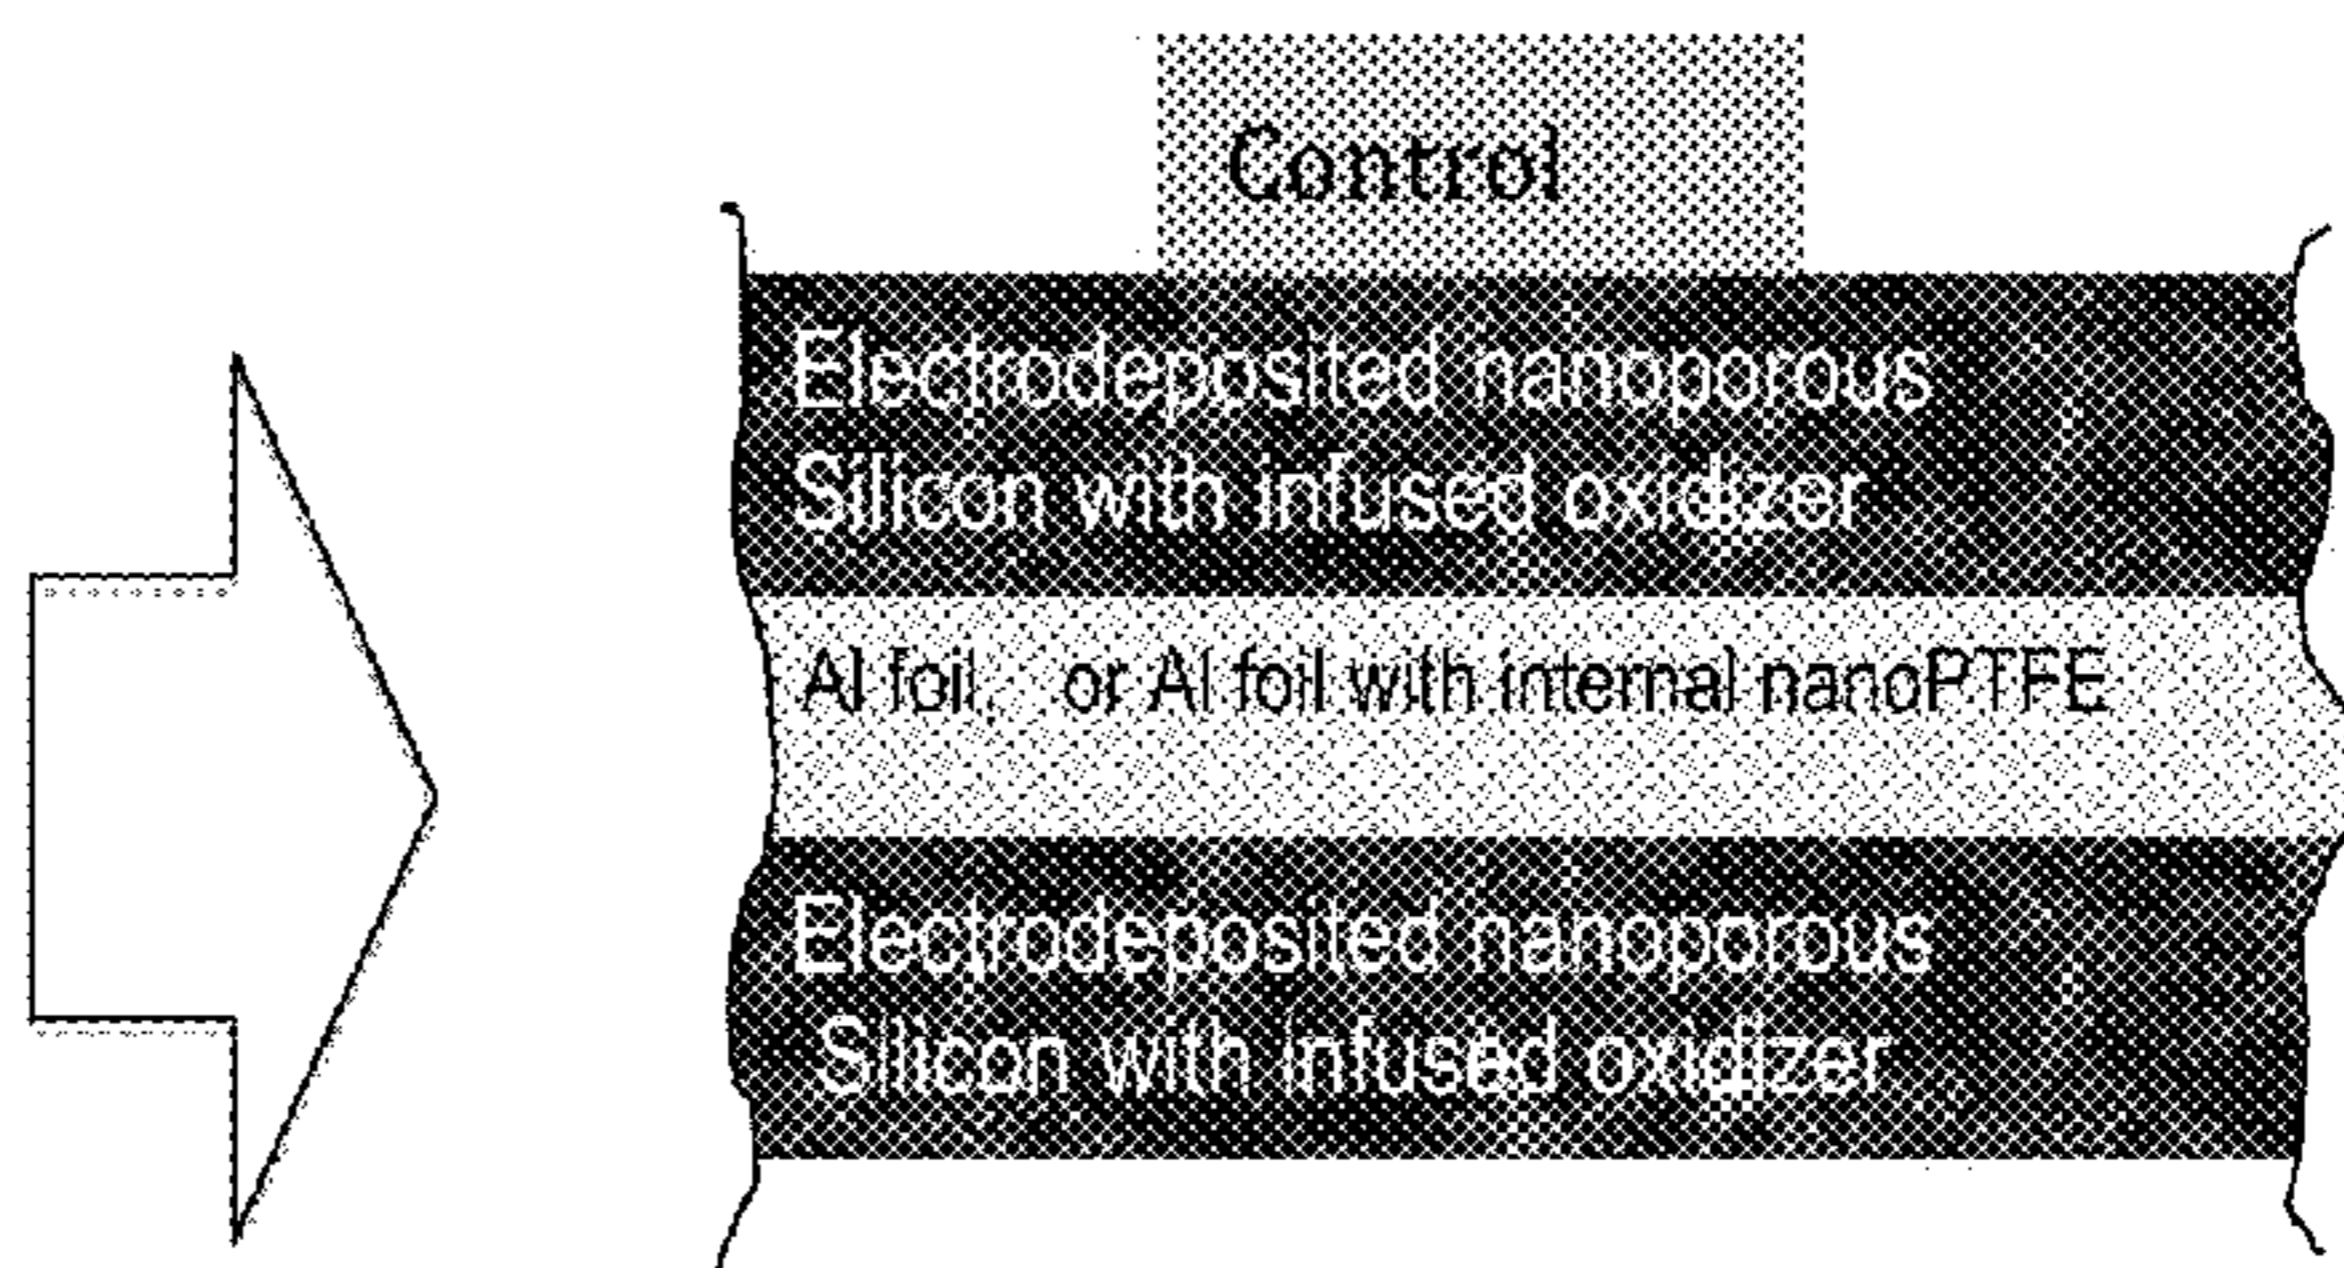 Control
Electrodeposited nanoporous
Silicon with infused oxidizer
Al foil, or Al foil with internal nanoPTFE
Electrodeposited nanoporous
Silicon with infused oxidizer